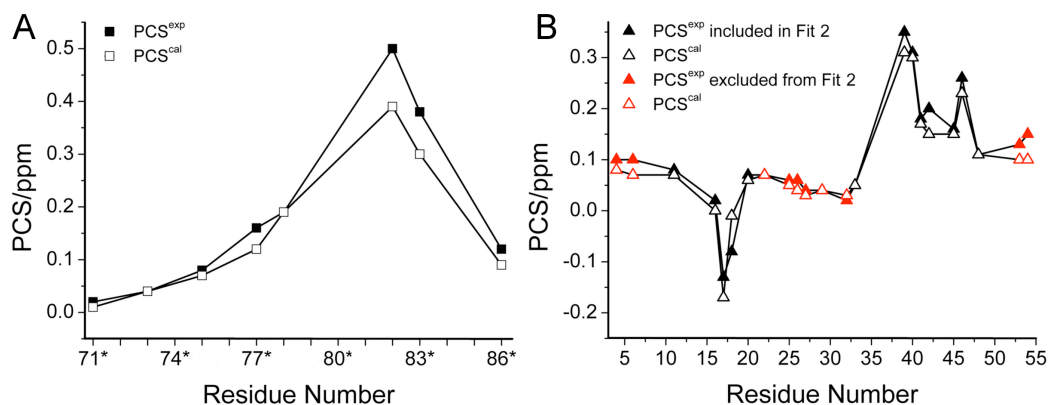 A
PCS^exp
PCS^cal
PCS/ppm
0.5
0.4
0.3
0.2
0.1
0.0
71* 74* 77* 80* 83* 86*
Residue Number
B
PCS^exp included in Fit 2
PCS^cal
PCS^exp excluded from Fit 2
PCS^cal
PCS/ppm
0.3
0.2
0.1
0.0
-0.1
-0.2
5 10 15 20 25 30 35 40 45 50 55
Residue Number